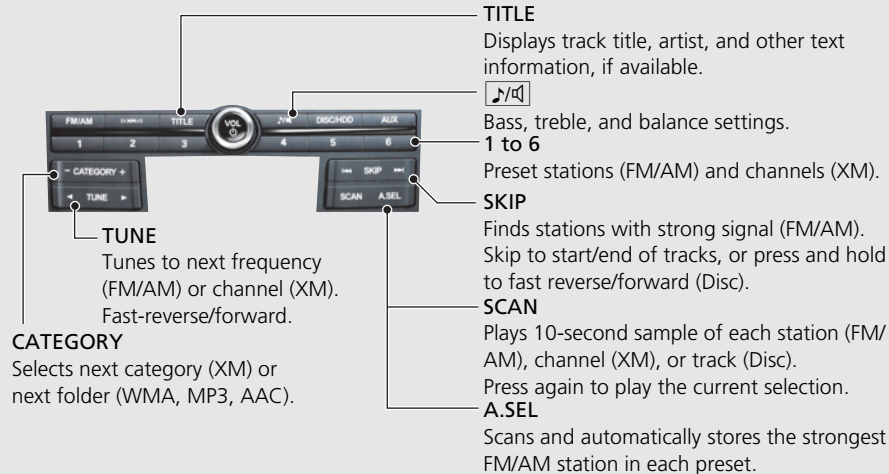 TITLE
Displays track title, artist, and other text
information, if available.
♪/
Bass, treble, and balance settings.
1 to 6
Preset stations (FM/AM) and channels (XM).
SKIP
Finds stations with strong signal (FM/AM).
Skip to start/end of tracks, or press and hold
to fast reverse/forward (Disc).
SCAN
Plays 10-second sample of each station (FM/
AM), channel (XM), or track (Disc).
Press again to play the current selection.
A.SEL
Scans and automatically stores the strongest
FM/AM station in each preset.
FM/AM TITLE VOL DISC/HDD AUX
1 2 3 4 5 6
- CATEGORY +
◄ TUNE ►
SKIP
SCAN A.SEL
TUNE
Tunes to next frequency
(FM/AM) or channel (XM).
Fast-reverse/forward.
CATEGORY
Selects next category (XM) or
next folder (WMA, MP3, AAC).